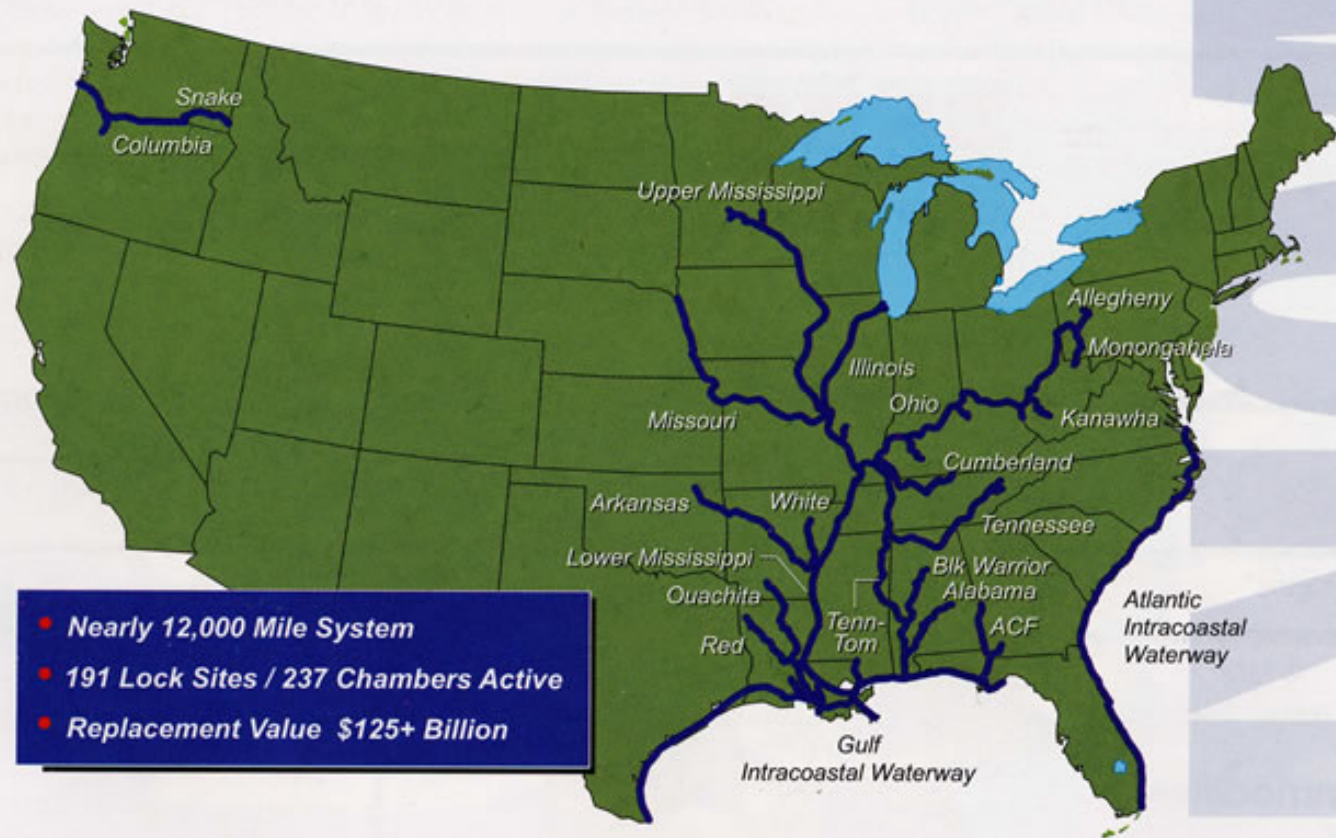 Snake
Columbia
Upper Mississippi
Allegheny
Monongahela
Illinois
Ohio
Missouri
Kanawha
Cumberland
Arkansas
White
Tennessee
Lower Mississippi
Blk Warrior
Alabama
Ouachita
Tenn-
Tom
ACF
Red
Atlantic
Intracoastal
Waterway
Gulf
Intracoastal Waterway
• Nearly 12,000 Mile System
• 191 Lock Sites / 237 Chambers Active
• Replacement Value $125+ Billion